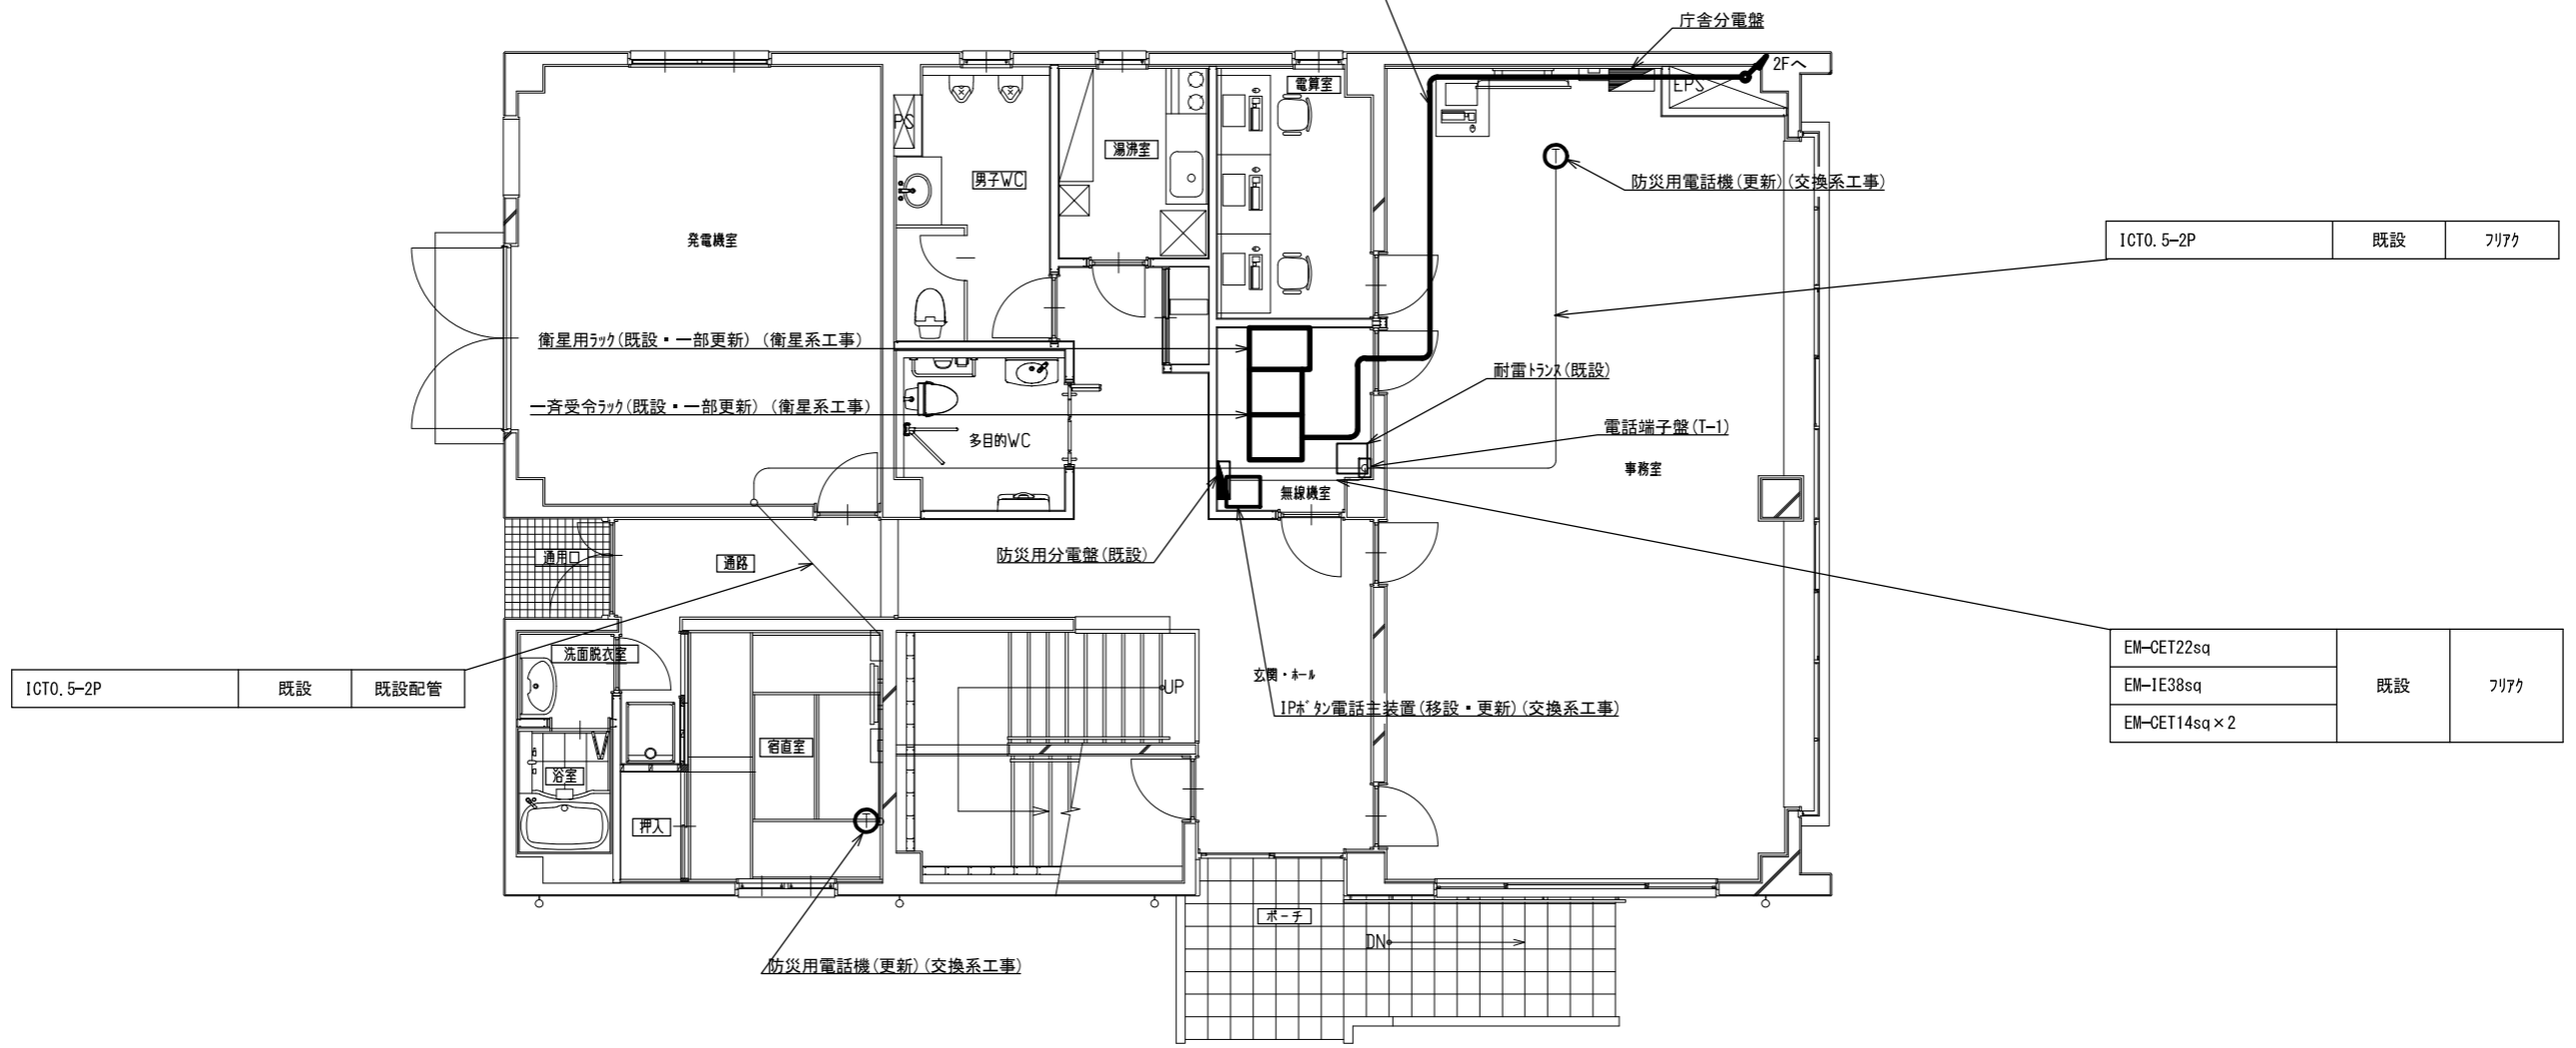 庁舎分電盤
2Fへ
EPS
電算室
PS
湯沸室
男子WC
防災用電話機(更新)(交換系工事)
T
発電機室
ICT0.5-2P 既設 フリアク
衛星用ラック(既設・一部更新)(衛星系工事)
耐雷トランス(既設)
一斉受令ラック(既設・一部更新)(衛星系工事)
電話端子盤(T-1)
多目的WC
事務室
無線機室
防災用分電盤(既設)
通用口
通路
洗面脱衣室
EM-CET22sq
EM-IE38sq 既設 フリアク
EM-CET14sq×2
玄関・ホール
ICT0.5-2P 既設 既設配管
UP
IPボタン電話主装置(移設・更新)(交換系工事)
宿直室
浴室
押入
T
ポーチ
DN
防災用電話機(更新)(交換系工事)